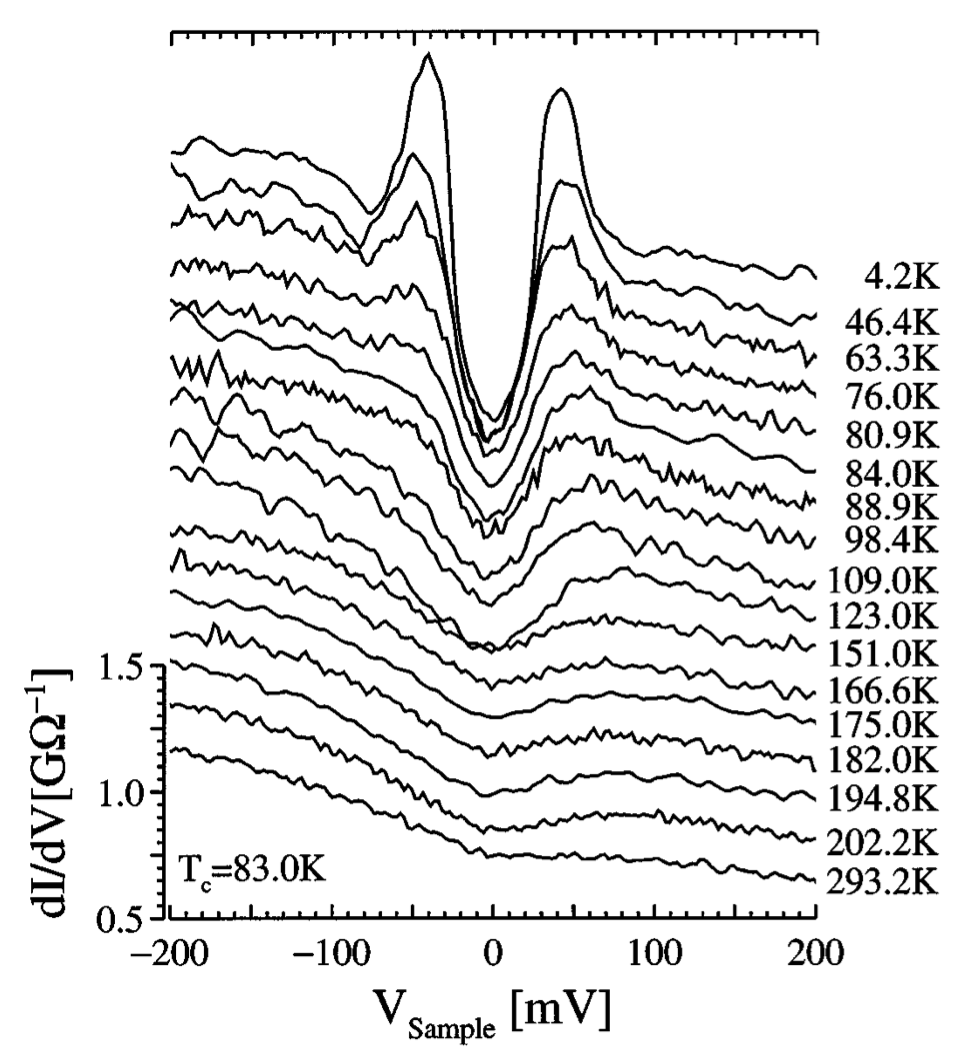 4.2K
46.4K
63.3K
76.0K
80.9K
84.0K
88.9K
98.4K
109.0K
123.0K
151.0K
166.6K
175.0K
182.0K
194.8K
202.2K
293.2K
1.5
1.0
0.5
dI/dV[GΩ⁻¹]
T_c=83.0K
−200 −100 0 100 200
V_Sample [mV]